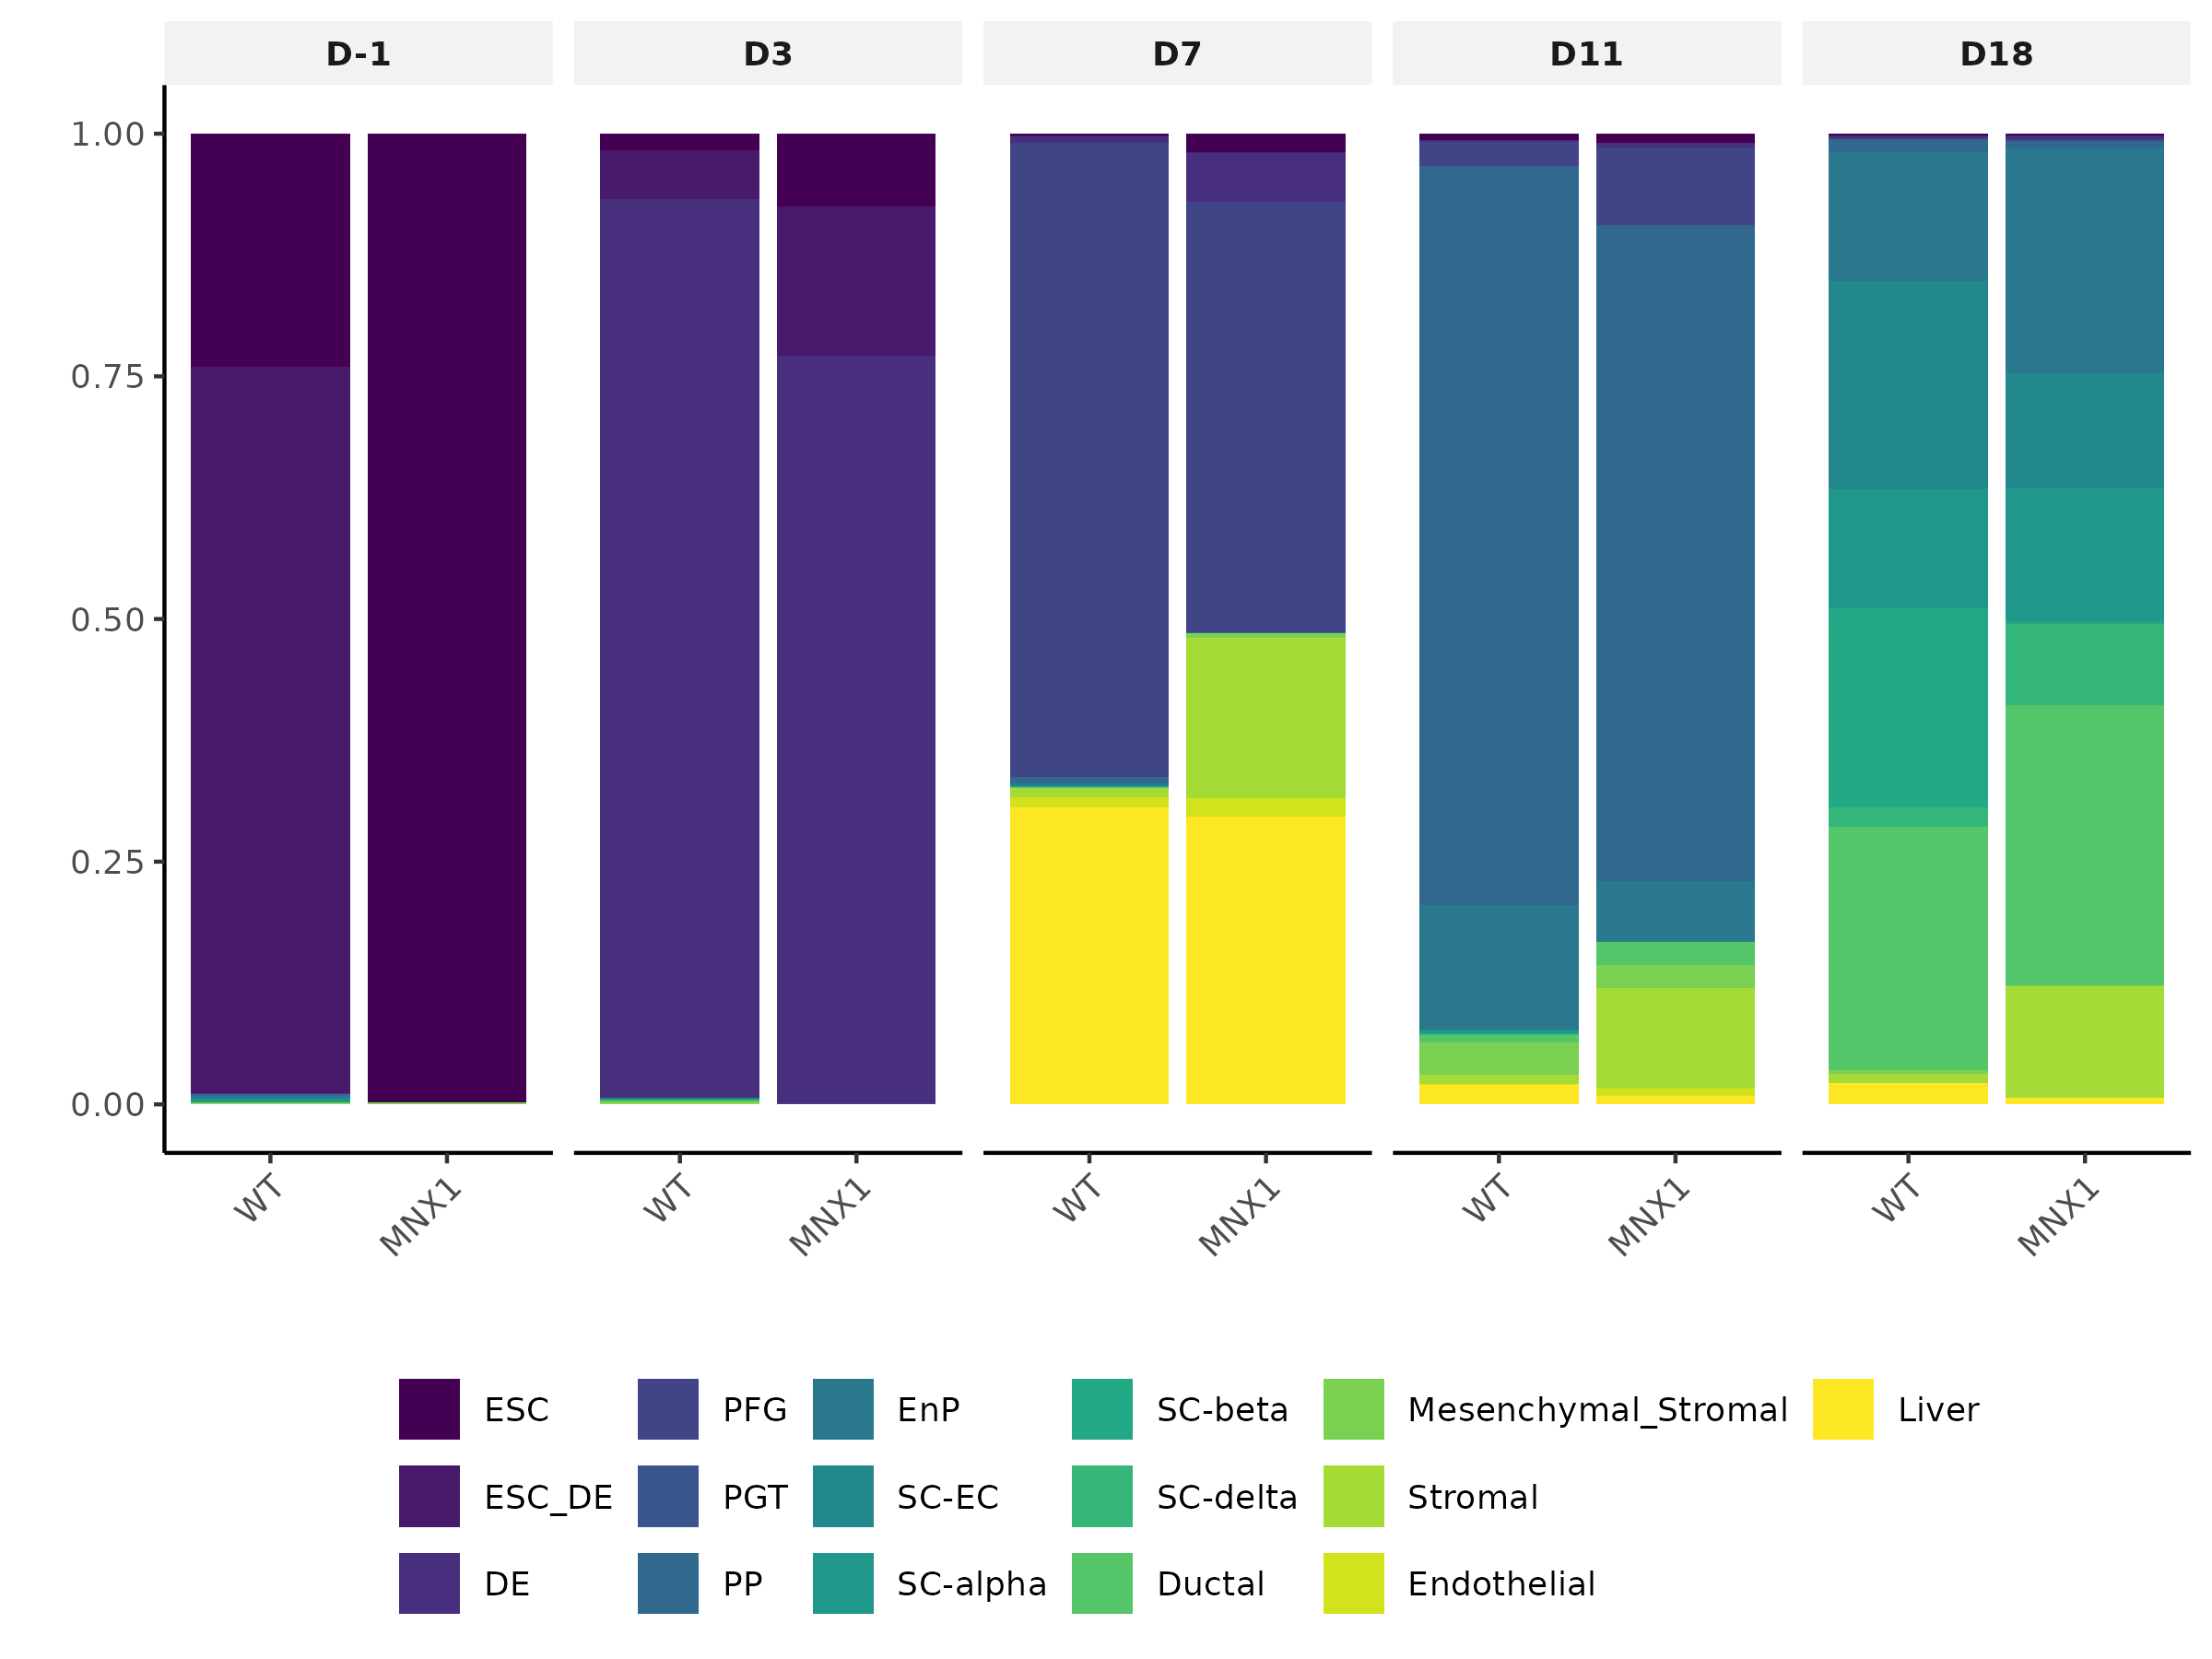 D-1 D3 D7 D11 D18
1.00
0.75
0.50
0.25
0.00
WT MNX1 WT MNX1 WT MNX1 WT MNX1 WT MNX1
ESC PFG EnP SC-beta Mesenchymal_Stromal Liver
ESC_DE PGT SC-EC SC-delta Stromal
DE PP SC-alpha Ductal Endothelial